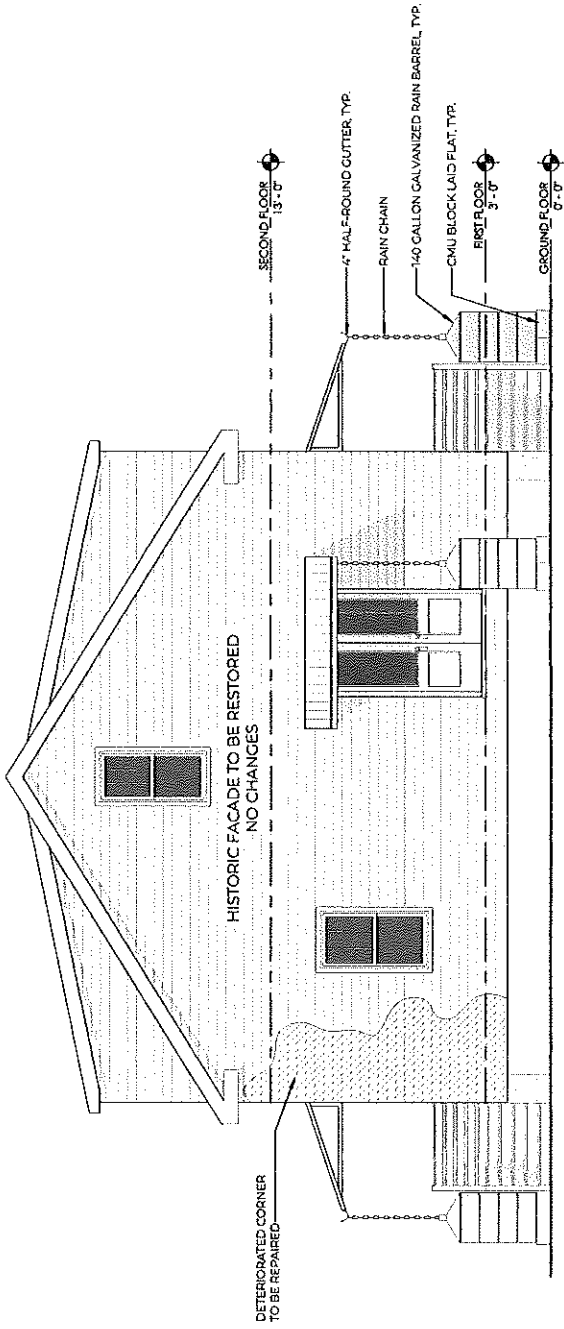 SECOND FLOOR
13' - 0"
4" HALF-ROUND GUTTER, TYP.
RAIN CHAIN
140 GALLON GALVANIZED RAIN BARREL, TYP.
CMU BLOCK LAID FLAT, TYP.
FIRST FLOOR
3' - 0"
GROUND FLOOR
0' - 0"
HISTORIC FACADE TO BE RESTORED
NO CHANGES
DETERIORATED CORNER
TO BE REPAIRED